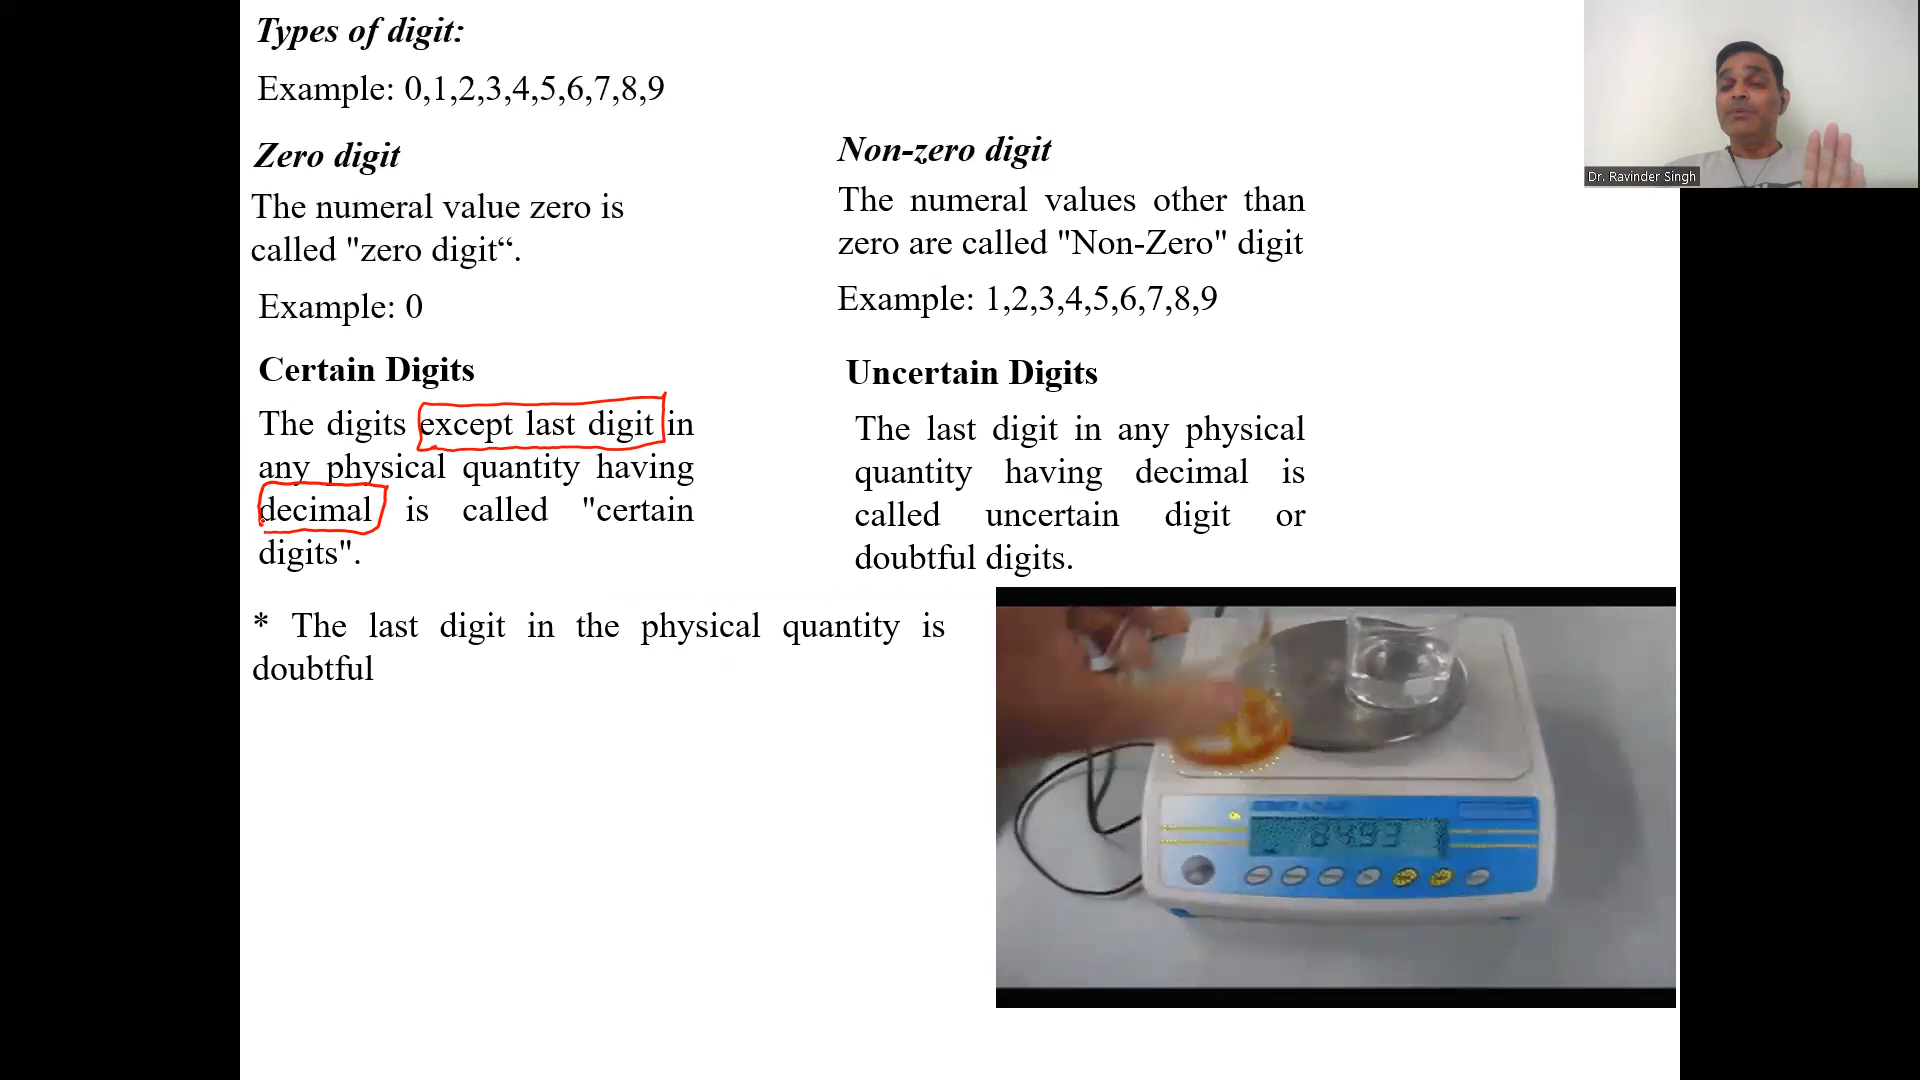 Types of digit:
Example: 0,1,2,3,4,5,6,7,8,9
Zero digit
The numeral value zero is
called "zero digit“.
Example: 0
Non-zero digit
The numeral values other than
zero are called "Non-Zero" digit
Example: 1,2,3,4,5,6,7,8,9
Certain Digits
The digits except last digit in
any physical quantity having
decimal is called "certain
digits".
Uncertain Digits
The last digit in any physical
quantity having decimal is
called uncertain digit or
doubtful digits.
* The last digit in the physical quantity is
doubtful
Dr. Ravinder Singh